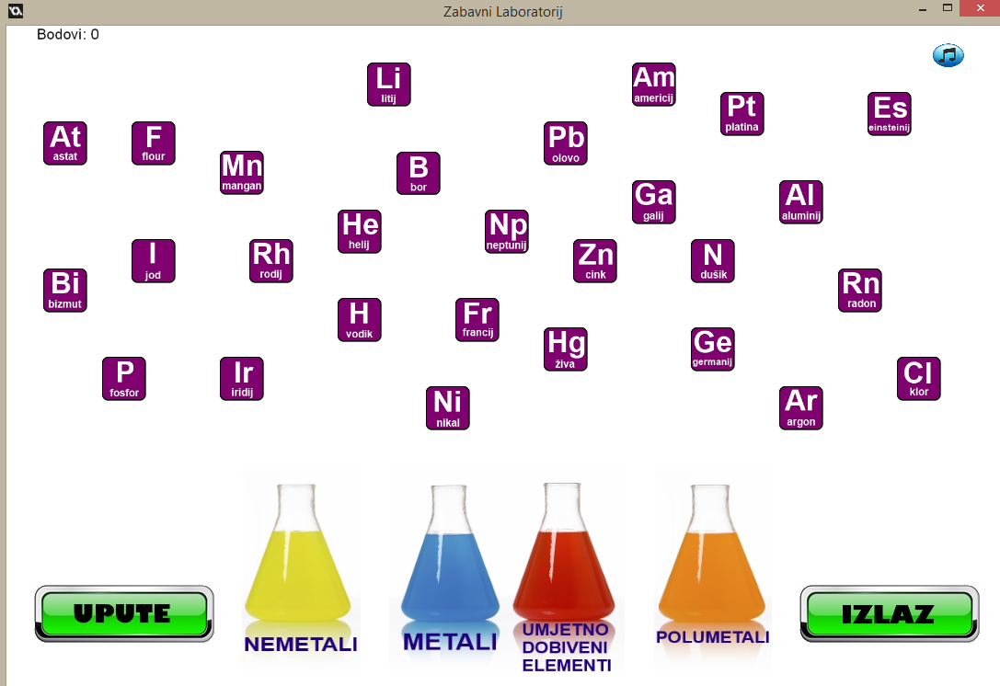 Zabavni Laboratorij
Bodovi: 0
Li
litij
Am
americij
Pt
platina
Es
einsteinij
At
astat
F
flour
Pb
olovo
Mn
mangan
B
bor
Ga
galij
Al
aluminij
He
helij
Np
neptunij
I
jod
Rh
rodij
Zn
cink
N
dušik
Bi
bizmut
Rn
radon
H
vodik
Fr
francij
Hg
živa
Ge
germanij
P
fosfor
Ir
iridij
Cl
klor
Ni
nikal
Ar
argon
UPUTE
NEMETALI
METALI
UMJETNO
DOBIVENI
ELEMENTI
POLUMETALI
IZLAZ